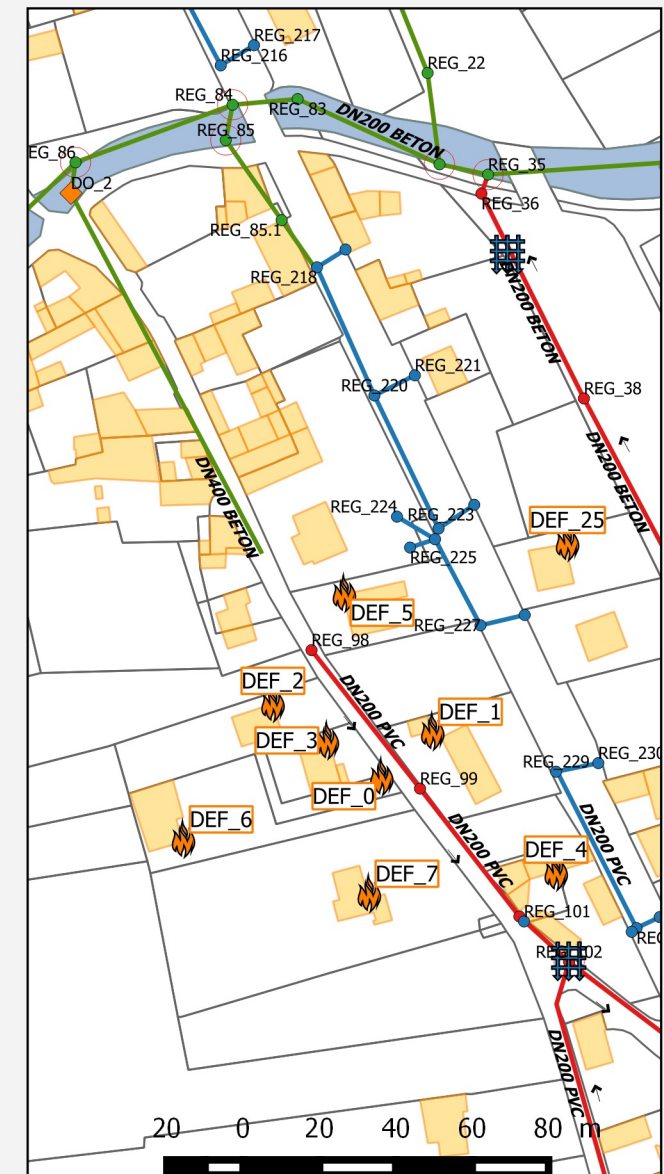 REG_217
REG_216
REG_22
REG_84
REG_83
DN200 BETON
REG_85
EG_86
REG_35
DO_2
REG_36
REG_85.1
REG_218
DN200 BETON
REG_221
REG_220
REG_38
DN200 BETON
DN400 BETON
REG_224
REG_223
DEF_25
REG_225
DEF_5
REG_227
REG_98
DEF_2
DN200 PVC
DEF_1
DEF_3
REG_229
REG_230
DEF_0
REG_99
DN200 PVC
DEF_6
DN200 PVC
DEF_4
DEF_7
REG_101
DN200 PVC
20 0 20 40 60 80 m